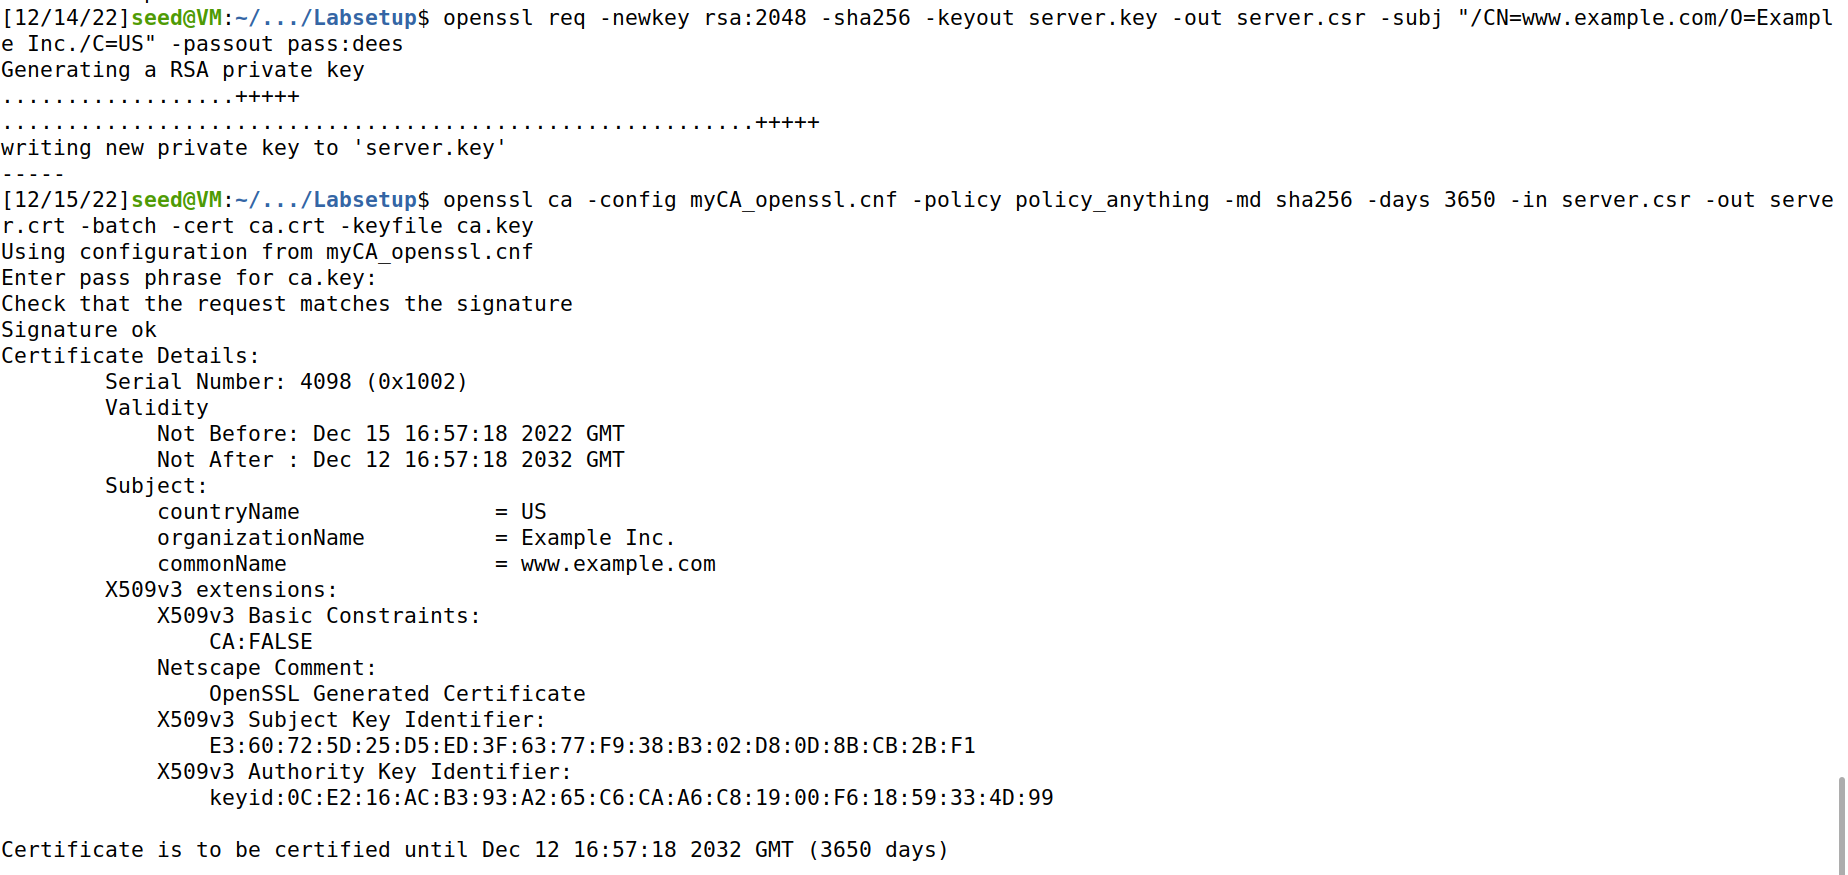 [12/14/22]seed@VM:~/.../Labsetup$ openssl req -newkey rsa:2048 -sha256 -keyout server.key -out server.csr -subj "/CN=www.example.com/O=Exampl
e Inc./C=US" -passout pass:dees
Generating a RSA private key
..................+++++
..........................................................+++++
writing new private key to 'server.key'
-----
[12/15/22]seed@VM:~/.../Labsetup$ openssl ca -config myCA_openssl.cnf -policy policy_anything -md sha256 -days 3650 -in server.csr -out serve
r.crt -batch -cert ca.crt -keyfile ca.key
Using configuration from myCA_openssl.cnf
Enter pass phrase for ca.key:
Check that the request matches the signature
Signature ok
Certificate Details:
        Serial Number: 4098 (0x1002)
        Validity
            Not Before: Dec 15 16:57:18 2022 GMT
            Not After : Dec 12 16:57:18 2032 GMT
        Subject:
            countryName               = US
            organizationName          = Example Inc.
            commonName                = www.example.com
        X509v3 extensions:
            X509v3 Basic Constraints:
                CA:FALSE
            Netscape Comment:
                OpenSSL Generated Certificate
            X509v3 Subject Key Identifier:
                E3:60:72:5D:25:D5:ED:3F:63:77:F9:38:B3:02:D8:0D:8B:CB:2B:F1
            X509v3 Authority Key Identifier:
                keyid:0C:E2:16:AC:B3:93:A2:65:C6:CA:A6:C8:19:00:F6:18:59:33:4D:99

Certificate is to be certified until Dec 12 16:57:18 2032 GMT (3650 days)